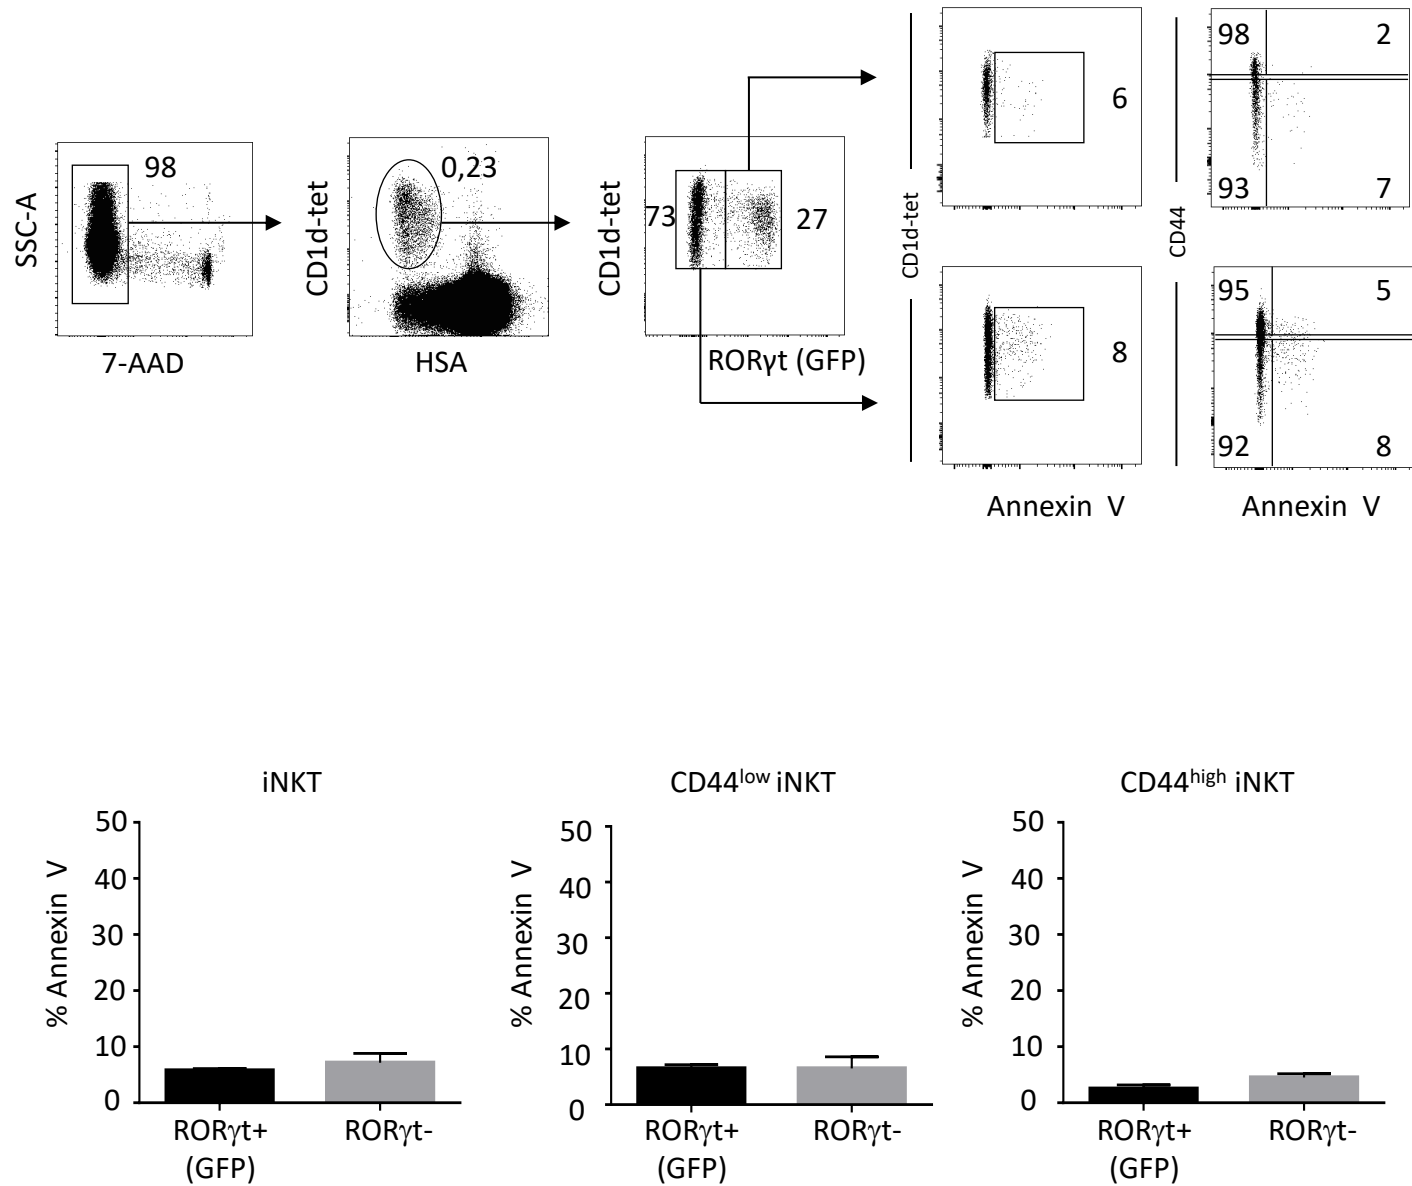 98
SSC-A
7-AAD
0,23
CD1d-tet
HSA
73
27
CD1d-tet
RORγt (GFP)
6
8
CD1d-tet
Annexin V
98 2
93 7
95 5
92 8
CD44
Annexin V
iNKT
50
40
30
20
10
0
% Annexin V
RORγt+
(GFP)
RORγt-
CD44low iNKT
50
40
30
20
10
0
% Annexin V
RORγt+
(GFP)
RORγt-
CD44high iNKT
50
40
30
20
10
0
% Annexin V
RORγt+
(GFP)
RORγt-